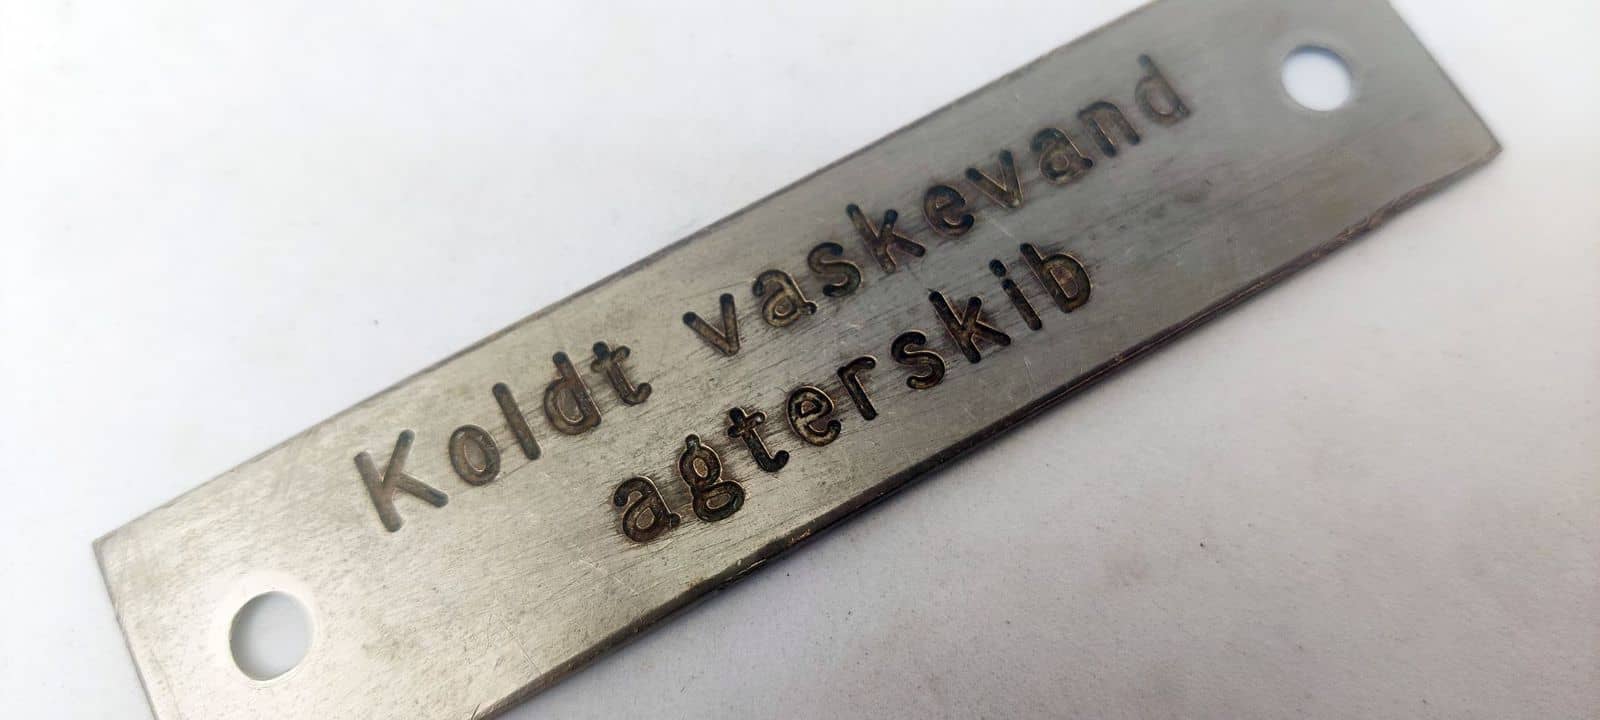 Koldt vaskevand
agterskib